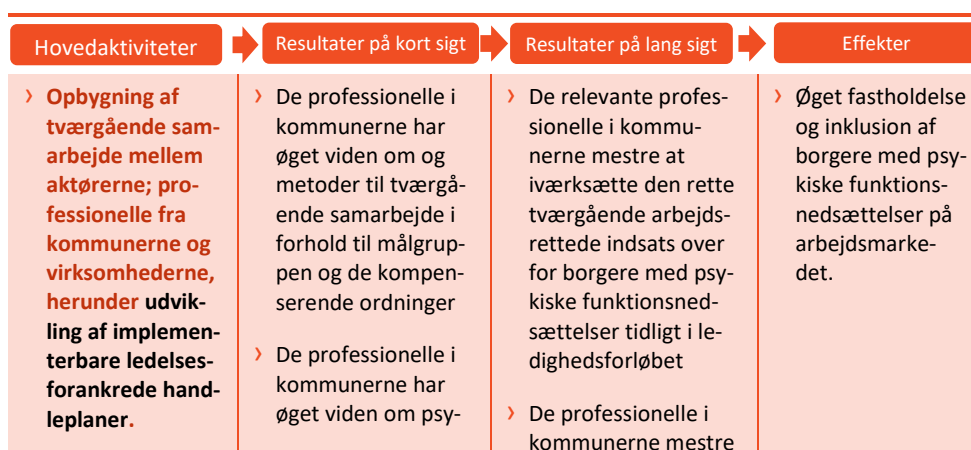 Hovedaktiviteter
Resultater på kort sigt
Resultater på lang sigt
Effekter
› Opbygning af
tværgående sam-
arbejde mellem
aktørerne; pro-
fessionelle fra
kommunerne og
virksomhederne,
herunder udvik-
ling af implemen-
terbare ledelses-
forankrede hand-
leplaner.
› De professionelle i
kommunerne har
øget viden om og
metoder til tværgå-
ende samarbejde i
forhold til målgrup-
pen og de kompen-
serende ordninger
› De professionelle i
kommunerne har
øget viden om psy-
› De relevante profes-
sionelle i kommu-
nerne mestre at
iværksætte den rette
tværgående arbejds-
rettede indsats over
for borgere med psy-
kiske funktionsned-
sættelser tidligt i le-
dighedsforløbet
› De professionelle i
kommunerne mestre
› Øget fastholdelse
og inklusion af
borgere med psy-
kiske funktions-
nedsættelser på
arbejdsmarke-
det.